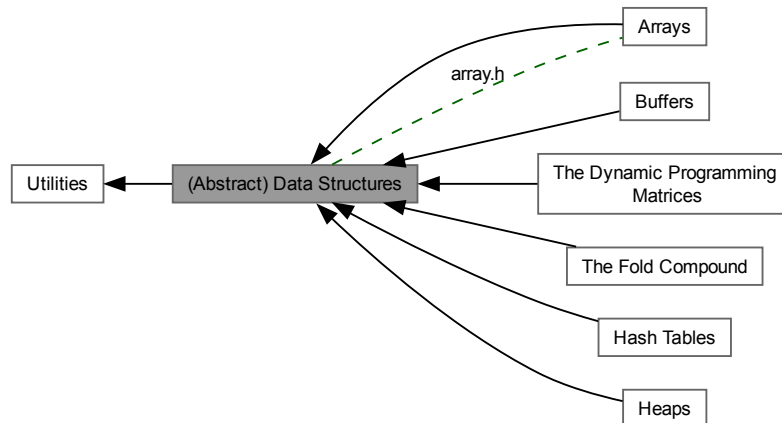 Arrays
array.h
Buffers
Utilities
(Abstract) Data Structures
The Dynamic Programming
Matrices
The Fold Compound
Hash Tables
Heaps